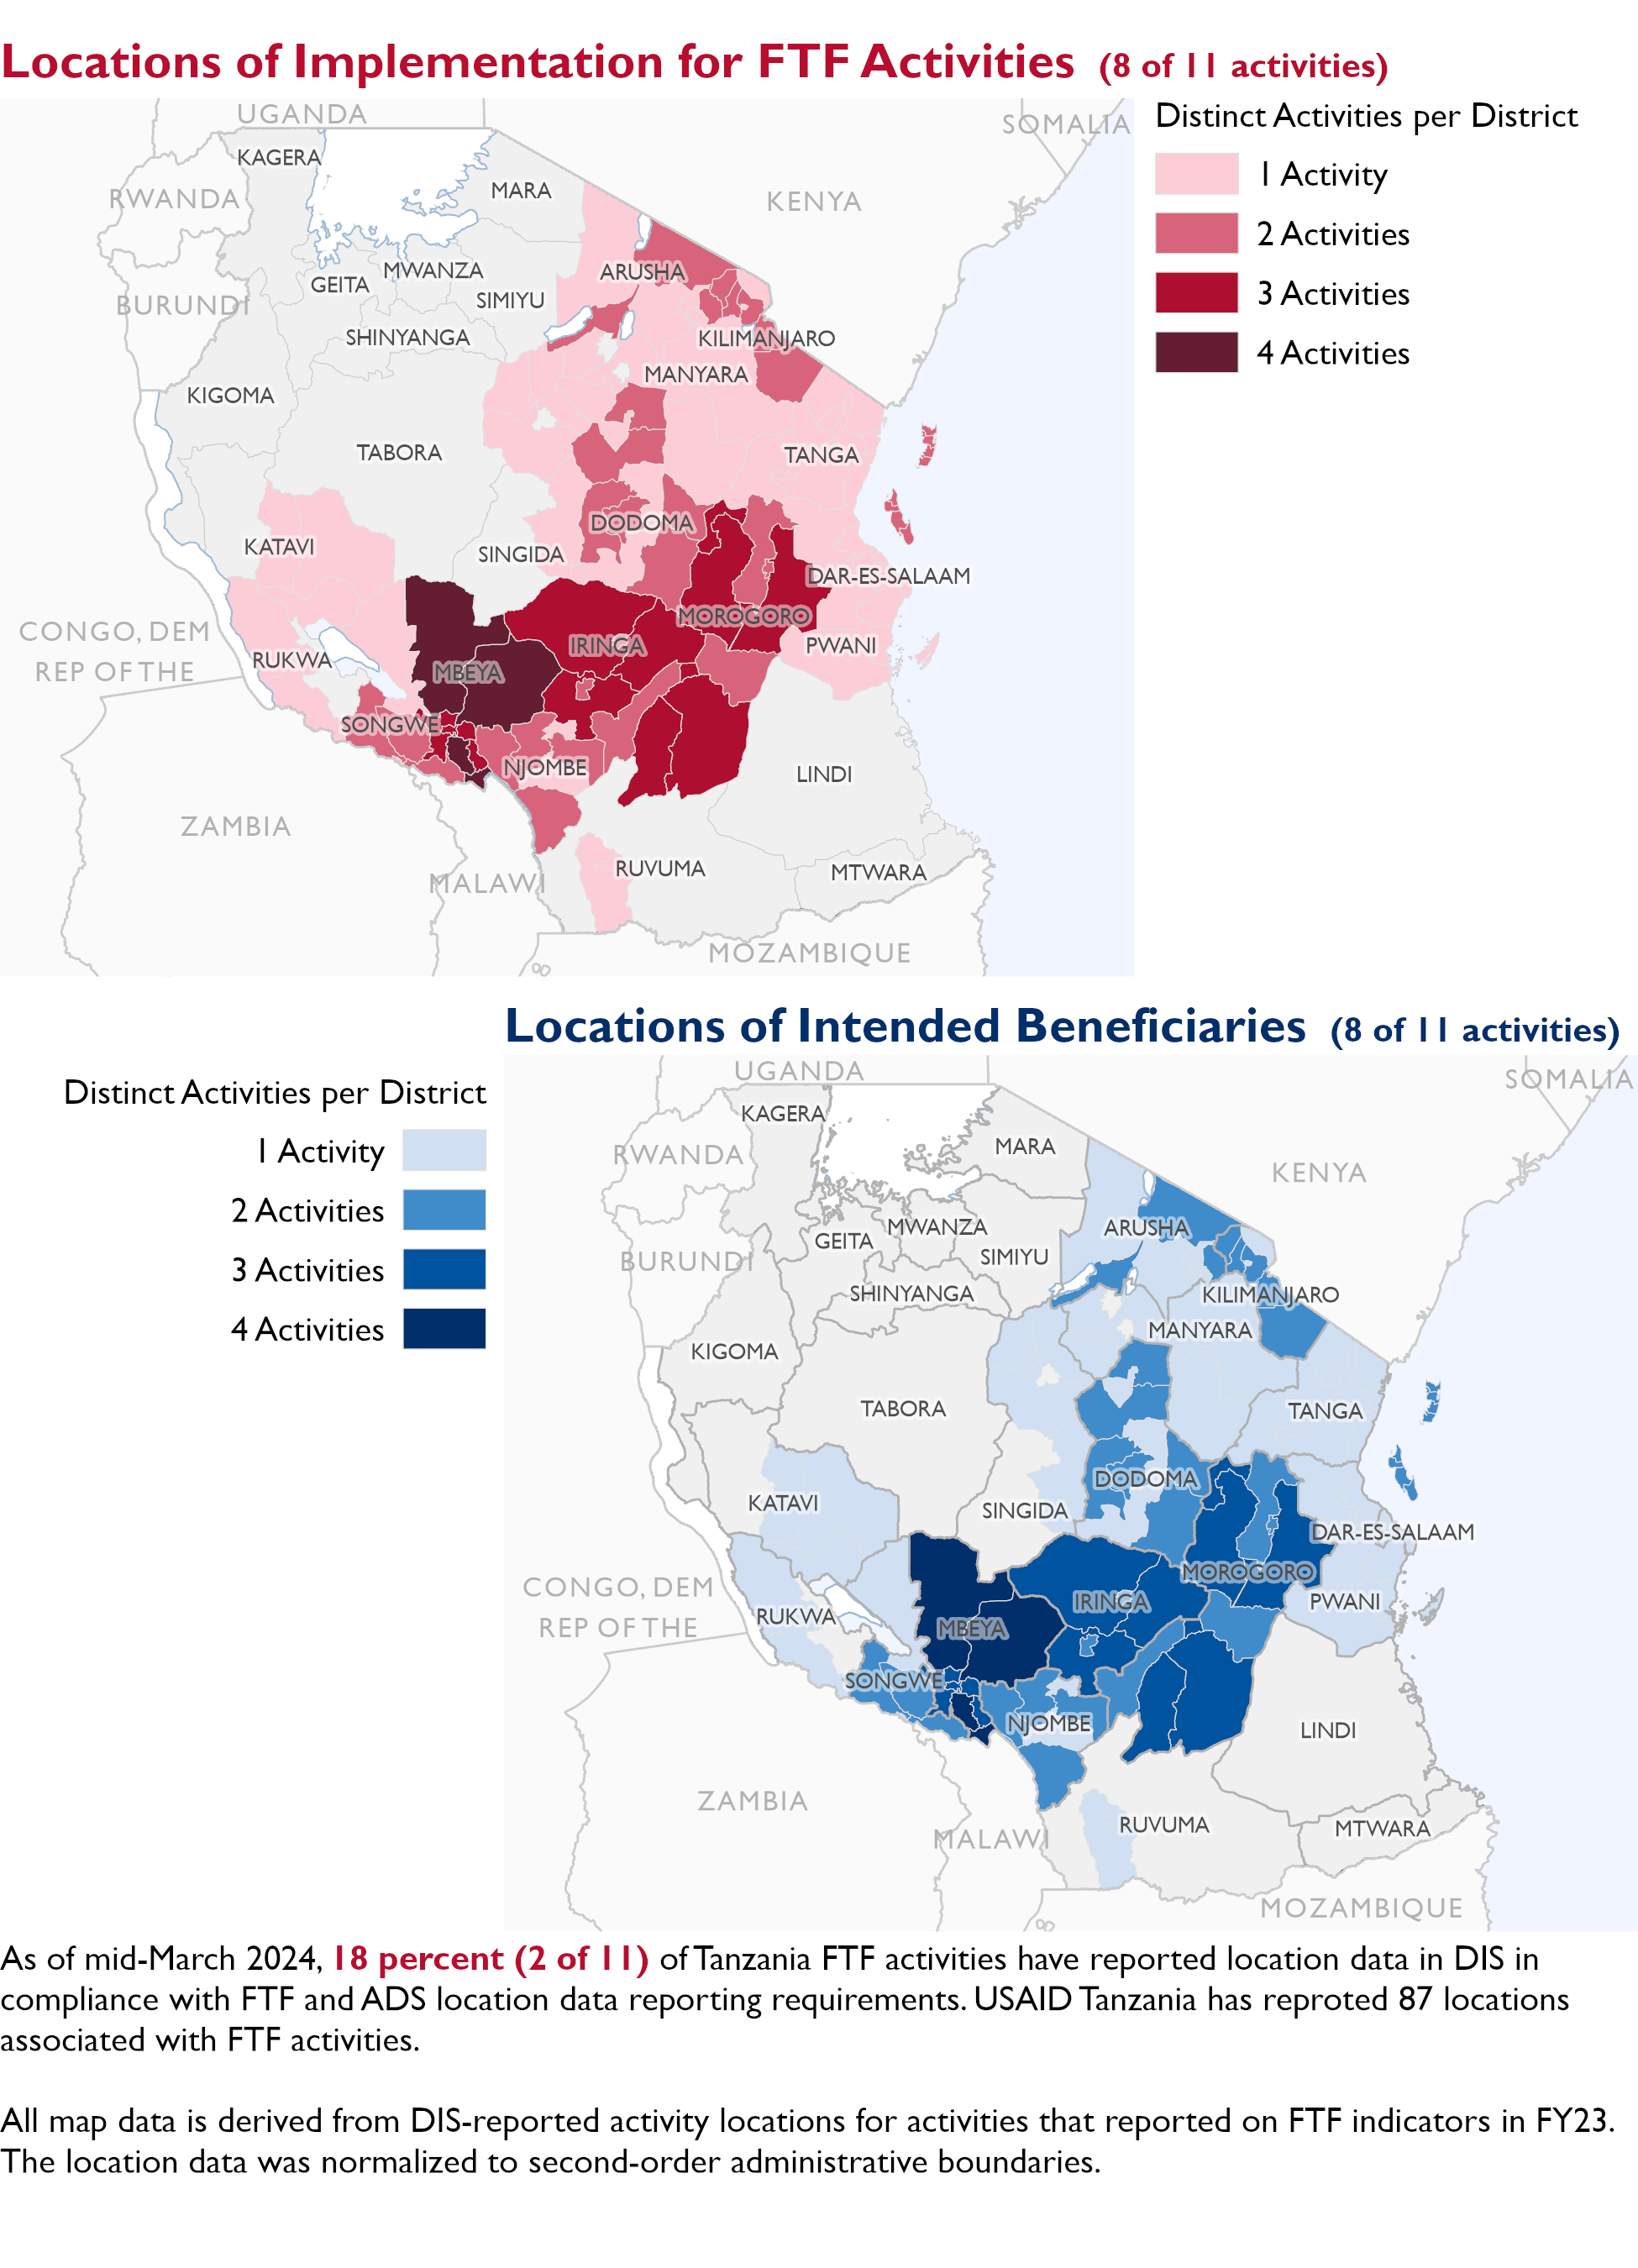 Locations of Implementation for FTF Activities (8 of 11 activities)
Distinct Activities per District
1 Activity
2 Activities
3 Activities
4 Activities
UGANDA
SOMALIA
KAGERA
RWANDA
MARA
KENYA
MWANZA
ARUSHA
GEITA
BURUNDI
SIMIYU
SHINYANGA
KILIMANJARO
MANYARA
KIGOMA
TABORA
TANGA
DODOMA
KATAVI
SINGIDA
DAR-ES-SALAAM
MOROGORO
CONGO, DEM
REP OF THE
IRINGA
PWANI
RUKWA
MBEYA
SONGWE
NJOMBE
LINDI
ZAMBIA
RUVUMA
MTWARA
MALAWI
MOZAMBIQUE
Locations of Intended Beneficiaries (8 of 11 activities)
Distinct Activities per District
1 Activity
2 Activities
3 Activities
4 Activities
UGANDA
SOMALIA
KAGERA
RWANDA
MARA
KENYA
MWANZA
ARUSHA
GEITA
BURUNDI
SIMIYU
SHINYANGA
KILIMANJARO
MANYARA
KIGOMA
TABORA
TANGA
DODOMA
KATAVI
SINGIDA
DAR-ES-SALAAM
MOROGORO
CONGO, DEM
REP OF THE
IRINGA
PWANI
RUKWA
MBEYA
SONGWE
NJOMBE
LINDI
ZAMBIA
RUVUMA
MTWARA
MALAWI
MOZAMBIQUE
As of mid-March 2024, 18 percent (2 of 11) of Tanzania FTF activities have reported location data in DIS in
compliance with FTF and ADS location data reporting requirements. USAID Tanzania has reproted 87 locations
associated with FTF activities.
All map data is derived from DIS-reported activity locations for activities that reported on FTF indicators in FY23.
The location data was normalized to second-order administrative boundaries.